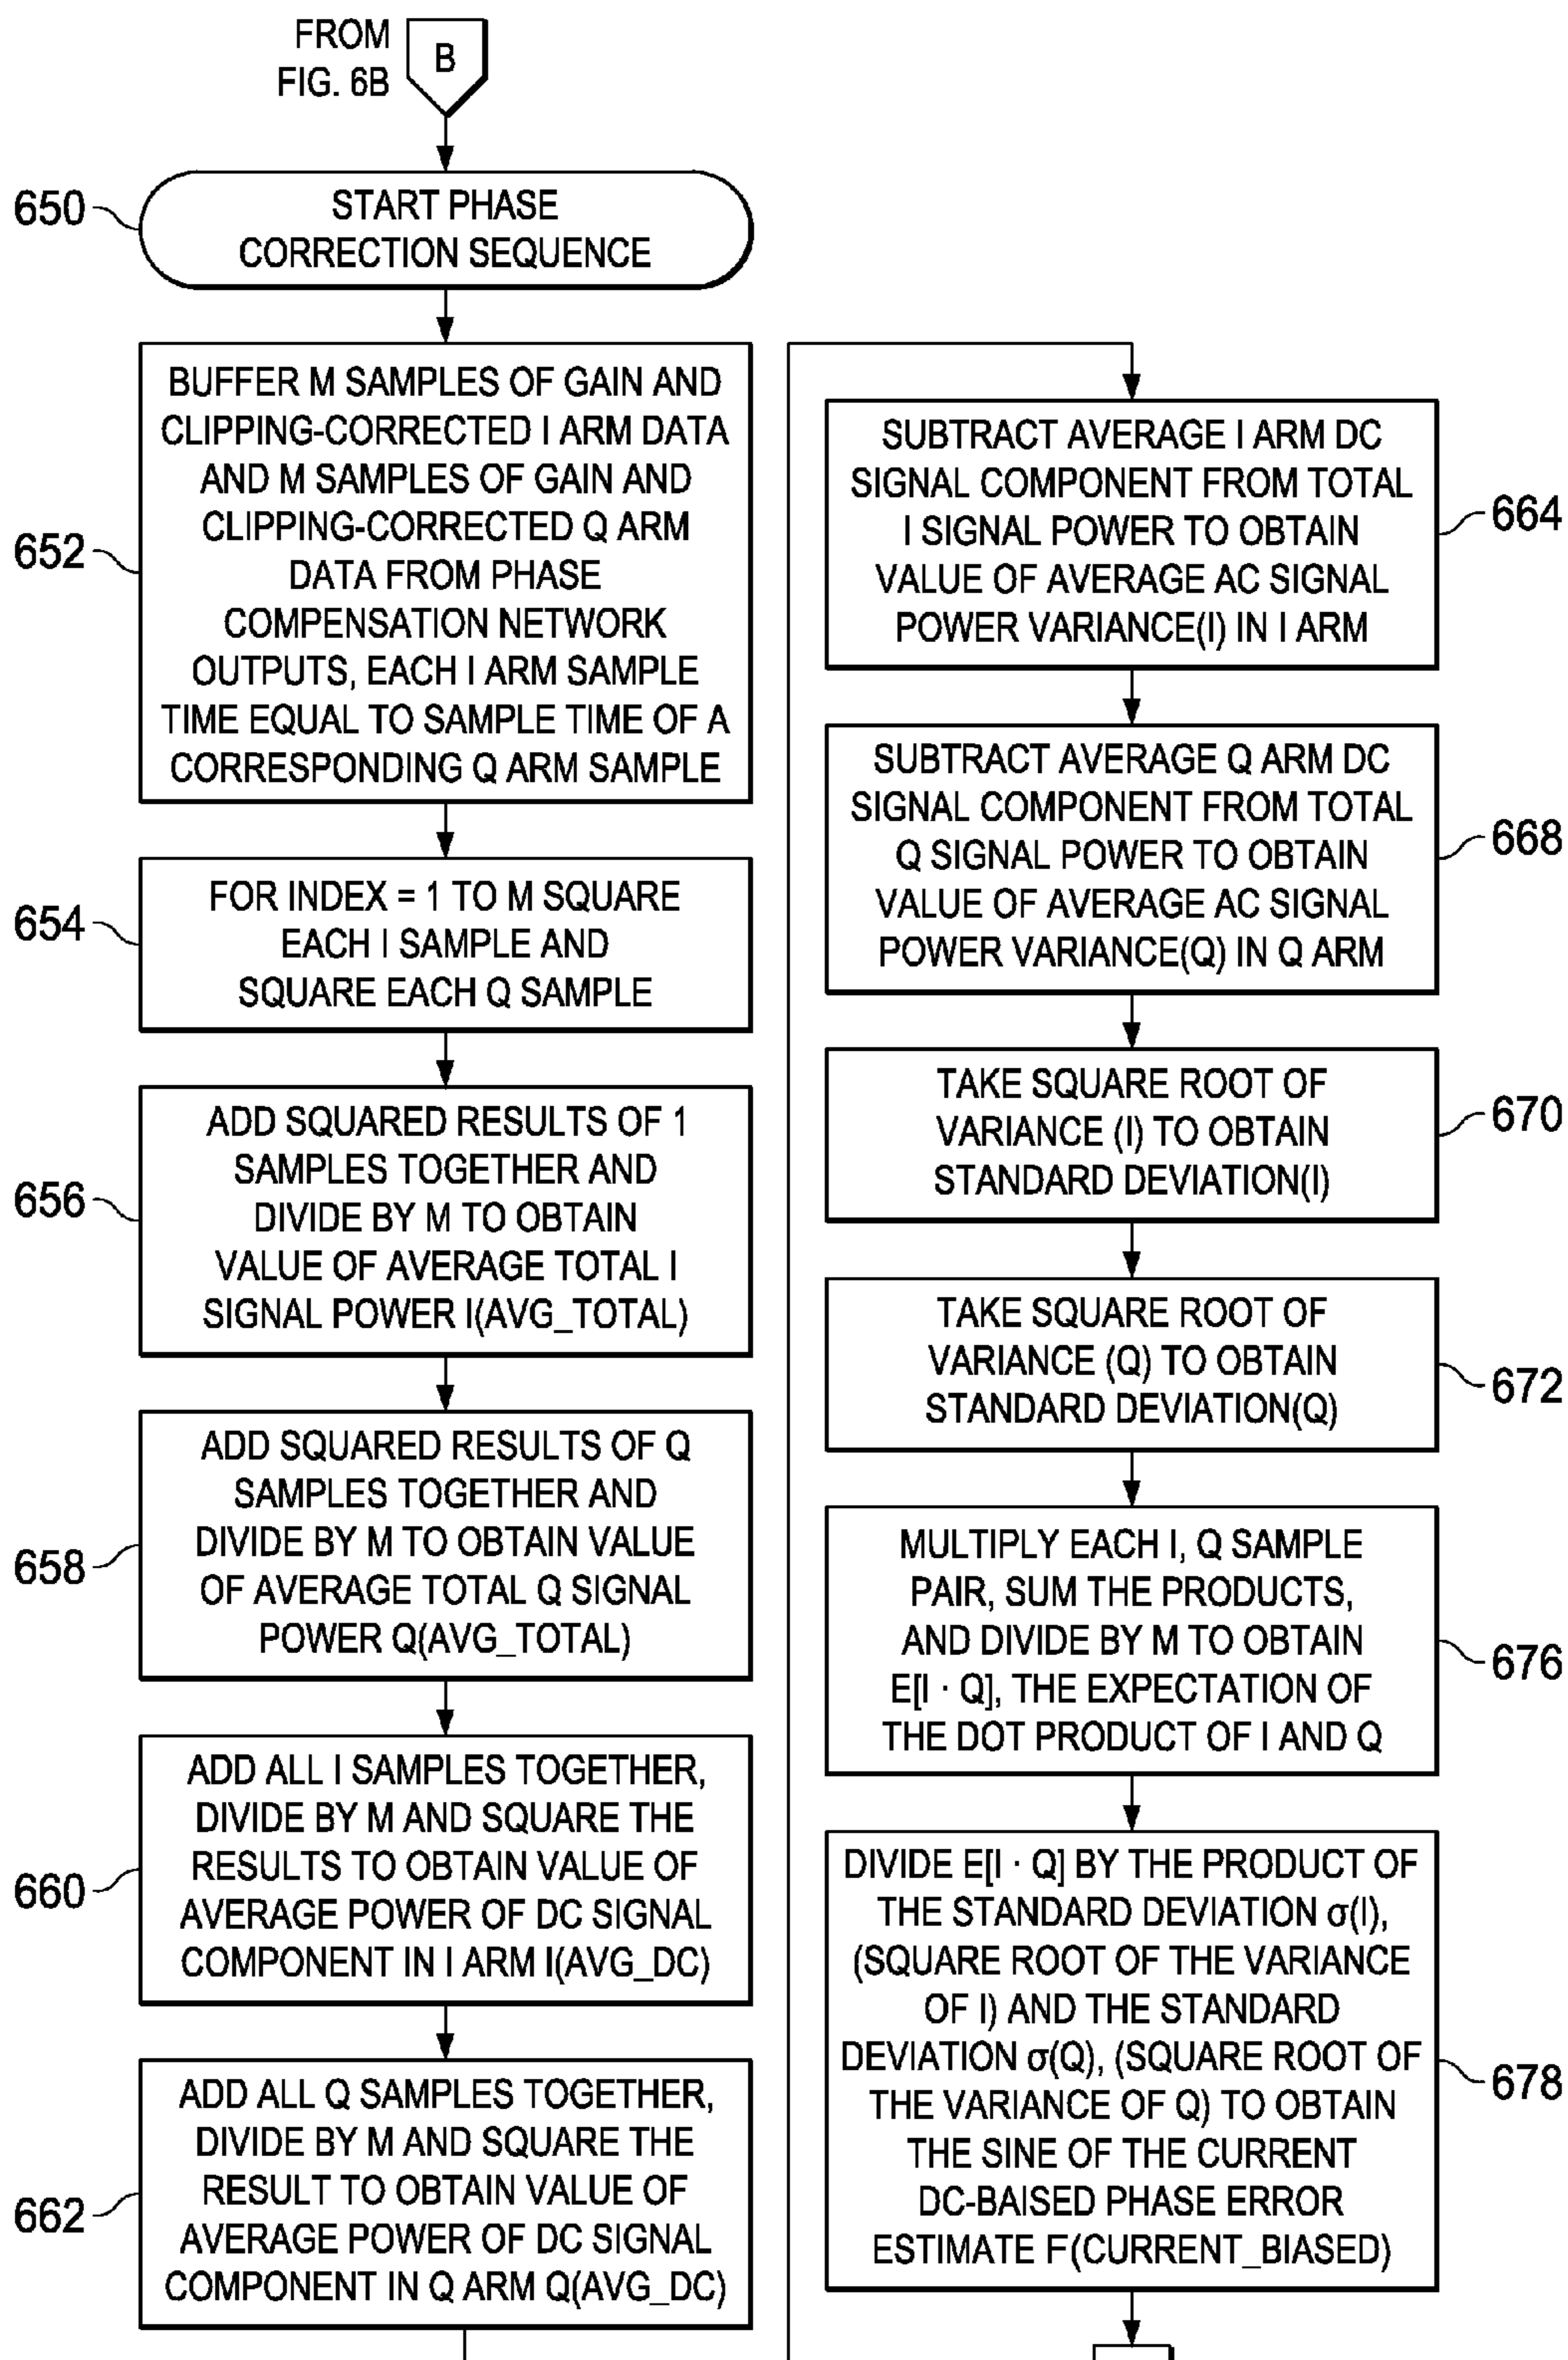 FROM
FIG. 6B
B
650
START PHASE
CORRECTION SEQUENCE
652
BUFFER M SAMPLES OF GAIN AND
CLIPPING-CORRECTED I ARM DATA
AND M SAMPLES OF GAIN AND
CLIPPING-CORRECTED Q ARM
DATA FROM PHASE
COMPENSATION NETWORK
OUTPUTS, EACH I ARM SAMPLE
TIME EQUAL TO SAMPLE TIME OF A
CORRESPONDING Q ARM SAMPLE
654
FOR INDEX = 1 TO M SQUARE
EACH I SAMPLE AND
SQUARE EACH Q SAMPLE
656
ADD SQUARED RESULTS OF 1
SAMPLES TOGETHER AND
DIVIDE BY M TO OBTAIN
VALUE OF AVERAGE TOTAL I
SIGNAL POWER I(AVG_TOTAL)
658
ADD SQUARED RESULTS OF Q
SAMPLES TOGETHER AND
DIVIDE BY M TO OBTAIN VALUE
OF AVERAGE TOTAL Q SIGNAL
POWER Q(AVG_TOTAL)
660
ADD ALL I SAMPLES TOGETHER,
DIVIDE BY M AND SQUARE THE
RESULTS TO OBTAIN VALUE OF
AVERAGE POWER OF DC SIGNAL
COMPONENT IN I ARM I(AVG_DC)
662
ADD ALL Q SAMPLES TOGETHER,
DIVIDE BY M AND SQUARE THE
RESULT TO OBTAIN VALUE OF
AVERAGE POWER OF DC SIGNAL
COMPONENT IN Q ARM Q(AVG_DC)
SUBTRACT AVERAGE I ARM DC
SIGNAL COMPONENT FROM TOTAL
I SIGNAL POWER TO OBTAIN
VALUE OF AVERAGE AC SIGNAL
POWER VARIANCE(I) IN I ARM
664
SUBTRACT AVERAGE Q ARM DC
SIGNAL COMPONENT FROM TOTAL
Q SIGNAL POWER TO OBTAIN
VALUE OF AVERAGE AC SIGNAL
POWER VARIANCE(Q) IN Q ARM
668
TAKE SQUARE ROOT OF
VARIANCE (I) TO OBTAIN
STANDARD DEVIATION(I)
670
TAKE SQUARE ROOT OF
VARIANCE (Q) TO OBTAIN
STANDARD DEVIATION(Q)
672
MULTIPLY EACH I, Q SAMPLE
PAIR, SUM THE PRODUCTS,
AND DIVIDE BY M TO OBTAIN
E[I · Q], THE EXPECTATION OF
THE DOT PRODUCT OF I AND Q
676
DIVIDE E[I · Q] BY THE PRODUCT OF
THE STANDARD DEVIATION σ(I),
(SQUARE ROOT OF THE VARIANCE
OF I) AND THE STANDARD
DEVIATION σ(Q), (SQUARE ROOT OF
THE VARIANCE OF Q) TO OBTAIN
THE SINE OF THE CURRENT
DC-BAISED PHASE ERROR
ESTIMATE F(CURRENT_BIASED)
678